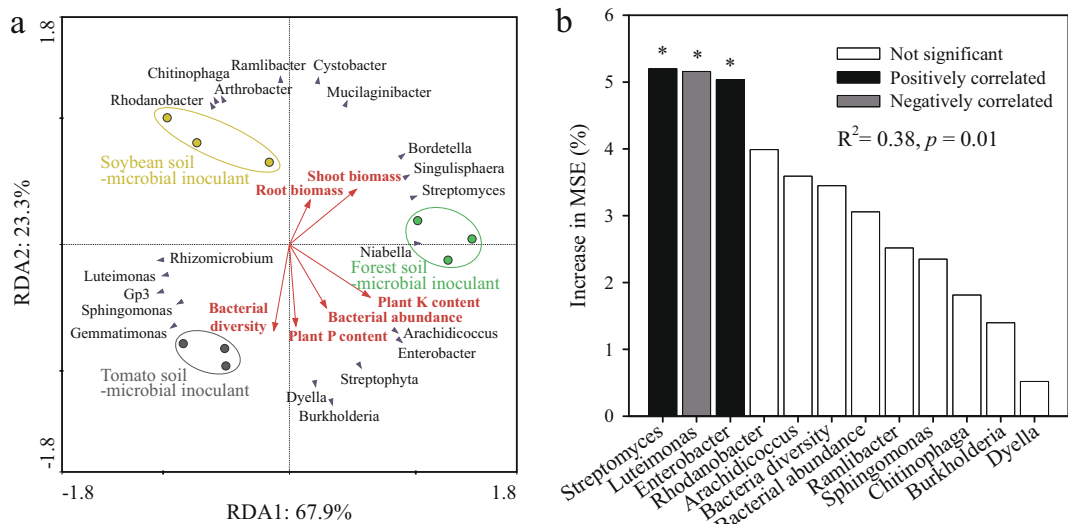 a
1.8
RDA2: 23.3%
-1.8
-1.8
RDA1: 67.9%
1.8
Ramlibacter
Cystobacter
Chitinophaga
Arthrobacter
Mucilaginibacter
Rhodanobacter
Bordetella
Soybean soil
-microbial inoculant
Singulisphaera
Shoot biomass
Root biomass
Streptomyces
Niabella
Rhizomicrobium
Forest soil
-microbial inoculant
Luteimonas
Gp3
Sphingomonas
Plant K content
Bacterial
diversity
Bacterial abundance
Gemmatimonas
Plant P content
Arachidicoccus
Enterobacter
Tomato soil
-microbial inoculant
Streptophyta
Dyella
Burkholderia
b
Increase in MSE (%)
6
5
4
3
2
1
0
* * *
Not significant
Positively correlated
Negatively correlated
R²= 0.38, p = 0.01
Streptomyces
Luteimonas
Enterobacter
Rhodanobacter
Arachidicoccus
Bacteria diversity
Bacterial abundance
Ramlibacter
Sphingomonas
Chitinophaga
Burkholderia
Dyella